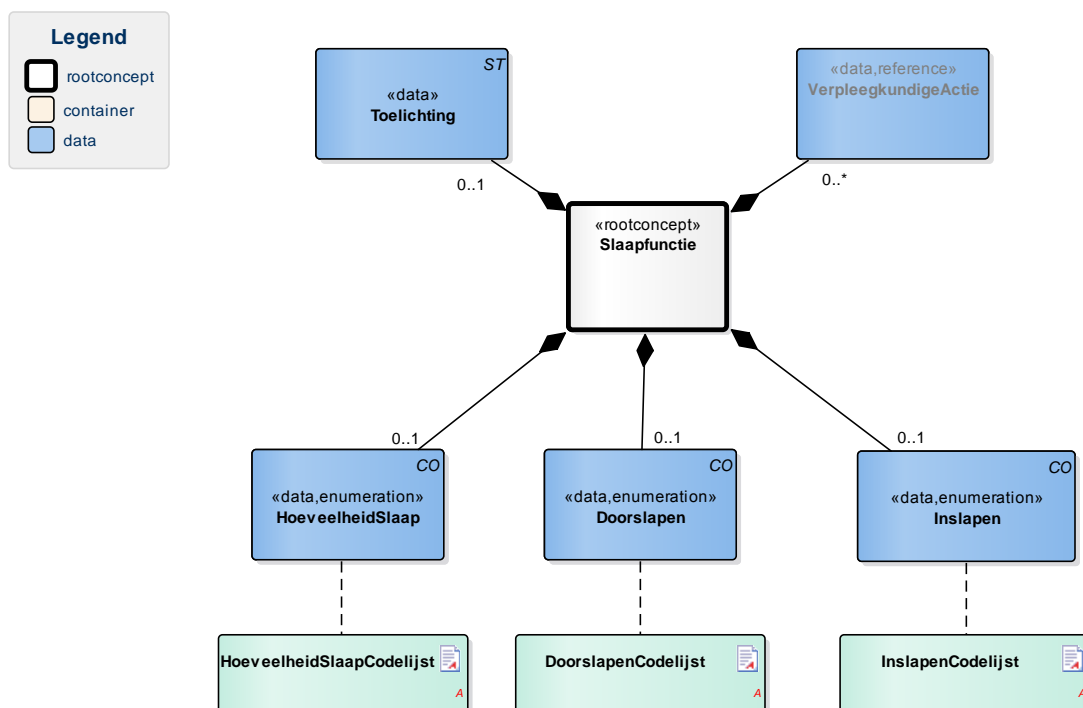 Legend
rootconcept
container
data
ST
«data»
Toelichting
«data,reference»
VerpleegkundigeActie
0..1
0..*
«rootconcept»
Slaapfunctie
0..1
0..1
0..1
CO
«data,enumeration»
HoeveelheidSlaap
CO
«data,enumeration»
Doorslapen
CO
«data,enumeration»
Inslapen
HoeveelheidSlaapCodelijst
A
DoorslapenCodelijst
A
InslapenCodelijst
A